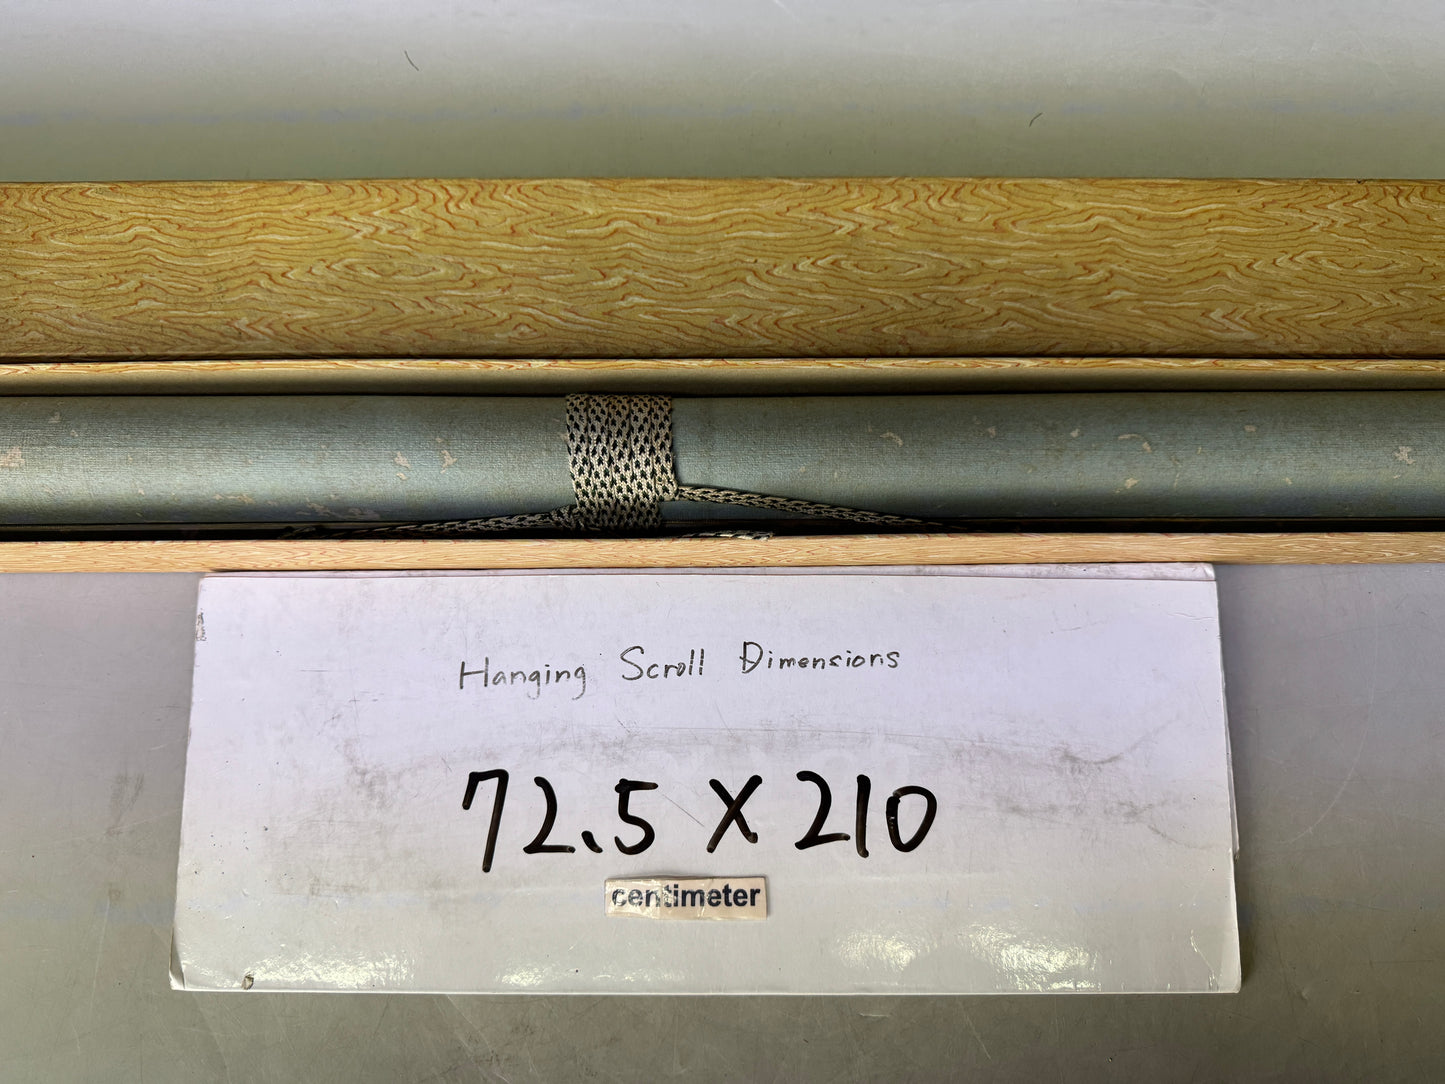 Hanging Scroll Dimensions
72.5 X 210
centimeter